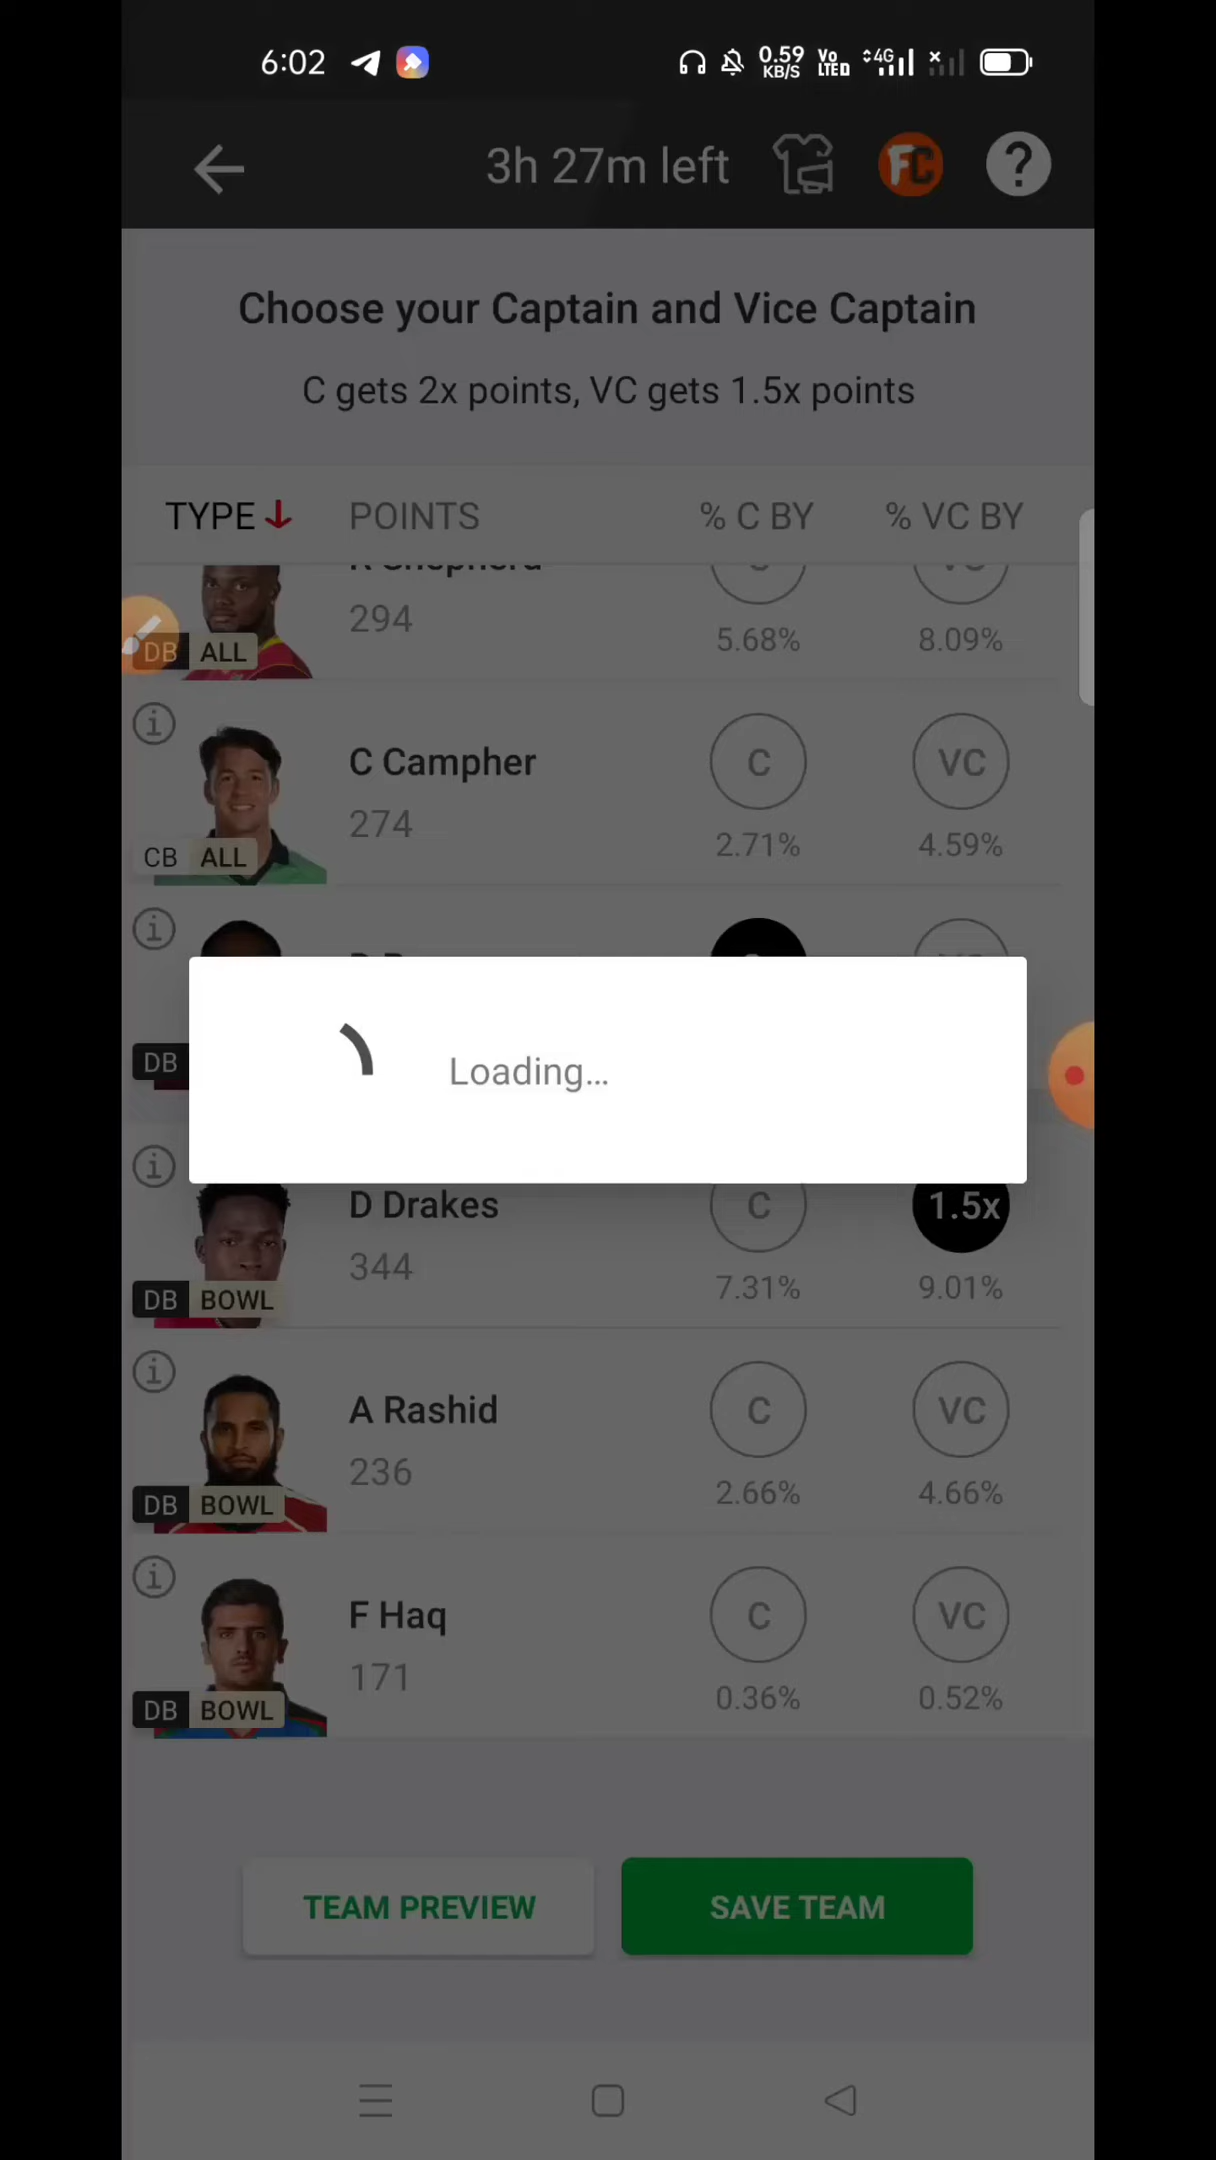 6:02 0.59 KB/S Vo LTED 4G
3h 27m left FC ?
Choose your Captain and Vice Captain
C gets 2x points, VC gets 1.5x points
TYPE POINTS % C BY % VC BY
294
DB ALL 5.68% 8.09%
C Campher C VC
274
CB ALL 2.71% 4.59%
DB
Loading...
D Drakes C 1.5x
344
DB BOWL 7.31% 9.01%
A Rashid C VC
236
DB BOWL 2.66% 4.66%
F Haq C VC
171
DB BOWL 0.36% 0.52%
TEAM PREVIEW SAVE TEAM